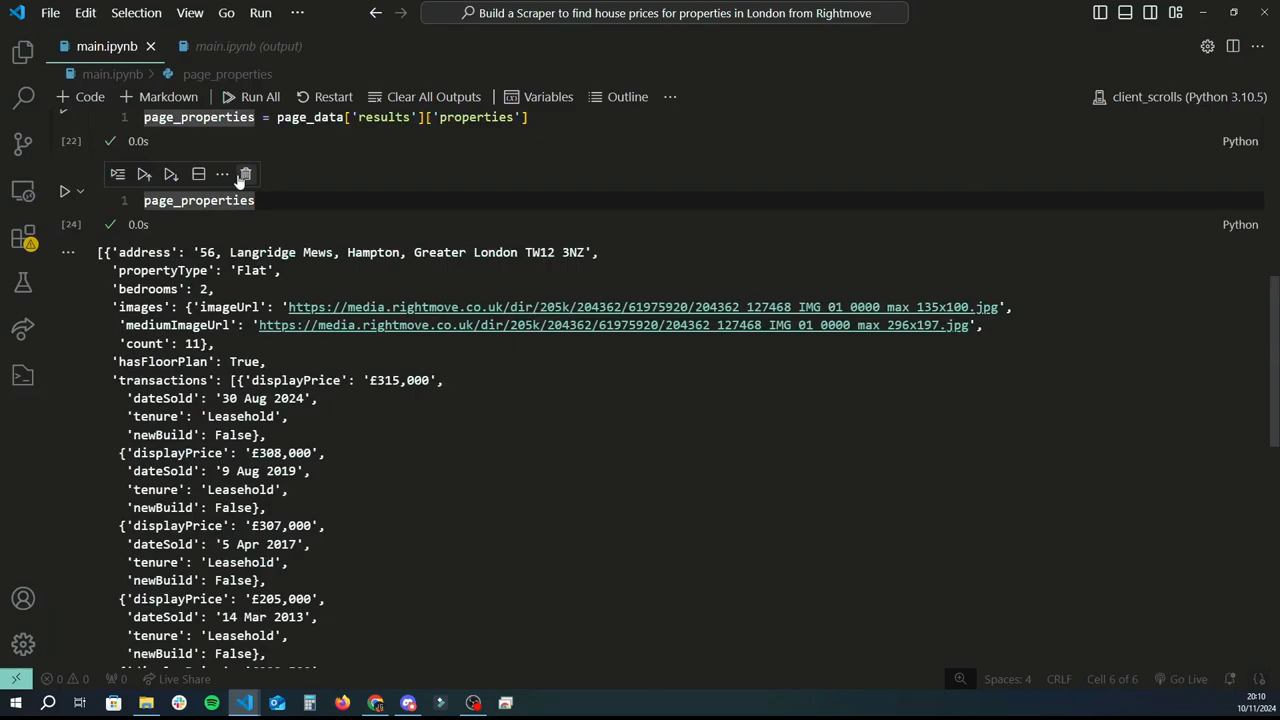 File Edit Selection View Go Run ··· Build a Scraper to find house prices for properties in London from Rightmove
main.ipynb main.ipynb (output)
main.ipynb > page_properties
+ Code + Markdown | Run All Restart Clear All Outputs | Variables Outline ··· client_scrolls (Python 3.10.5)
1 page_properties = page_data['results']['properties']
[22] 0.0s Python
1 page_properties
[24] 0.0s Python
[{'address': '56, Langridge Mews, Hampton, Greater London TW12 3NZ',
'propertyType': 'Flat',
'bedrooms': 2,
'images': {'imageUrl': 'https://media.rightmove.co.uk/dir/205k/204362/61975920/204362_127468_IMG_01_0000_max_135x100.jpg',
'mediumImageUrl': 'https://media.rightmove.co.uk/dir/205k/204362/61975920/204362_127468_IMG_01_0000_max_296x197.jpg',
'count': 11},
'hasFloorPlan': True,
'transactions': [{'displayPrice': '£315,000',
'dateSold': '30 Aug 2024',
'tenure': 'Leasehold',
'newBuild': False},
{'displayPrice': '£308,000',
'dateSold': '9 Aug 2019',
'tenure': 'Leasehold',
'newBuild': False},
{'displayPrice': '£307,000',
'dateSold': '5 Apr 2017',
'tenure': 'Leasehold',
'newBuild': False},
{'displayPrice': '£205,000',
'dateSold': '14 Mar 2013',
'tenure': 'Leasehold',
'newBuild': False},
0 0 0 Live Share Spaces: 4 CRLF Cell 6 of 6 Go Live
20:10
10/11/2024